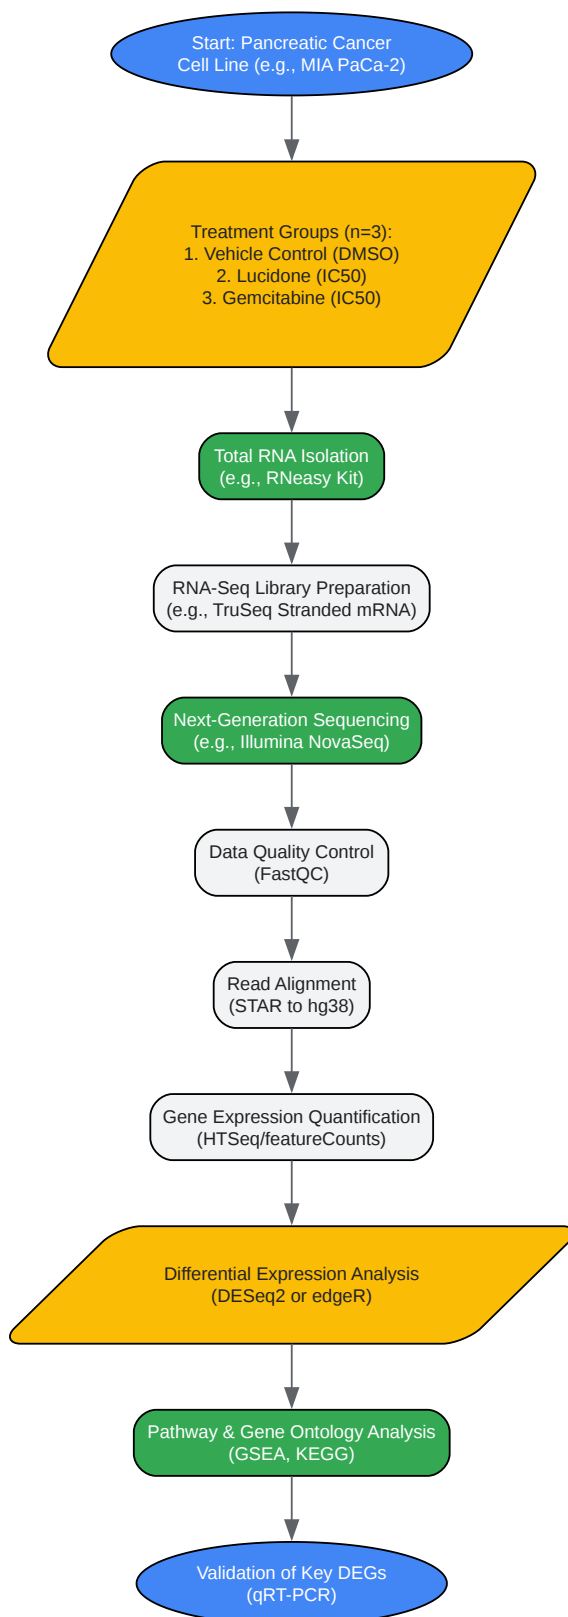 Start: Pancreatic Cancer
Cell Line (e.g., MIA PaCa-2)
Treatment Groups (n=3):
1. Vehicle Control (DMSO)
2. Lucidone (IC50)
3. Gemcitabine (IC50)
Total RNA Isolation
(e.g., RNeasy Kit)
RNA-Seq Library Preparation
(e.g., TruSeq Stranded mRNA)
Next-Generation Sequencing
(e.g., Illumina NovaSeq)
Data Quality Control
(FastQC)
Read Alignment
(STAR to hg38)
Gene Expression Quantification
(HTSeq/featureCounts)
Differential Expression Analysis
(DESeq2 or edgeR)
Pathway & Gene Ontology Analysis
(GSEA, KEGG)
Validation of Key DEGs
(qRT-PCR)